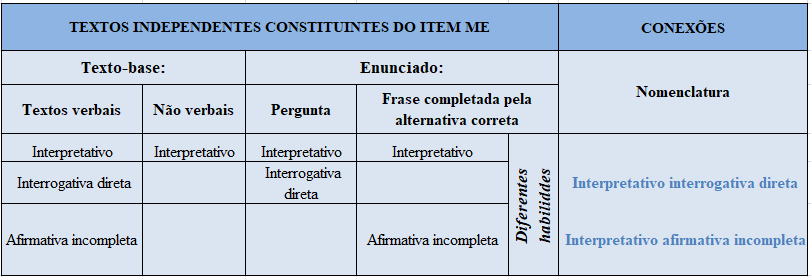 TEXTOS INDEPENDENTES CONSTITUINTES DO ITEM ME
CONEXÕES
Texto-base:
Enunciado:
Nomenclatura
Textos verbais
Não verbais
Pergunta
Frase completada pela
alternativa correta
Interpretativo
Interpretativo
Interpretativo
Interpretativo
Diferentes
habiliddes
Interrogativa direta
Interrogativa
direta
Interpretativo interrogativa direta
Afirmativa incompleta
Afirmativa incompleta
Interpretativo afirmativa incompleta